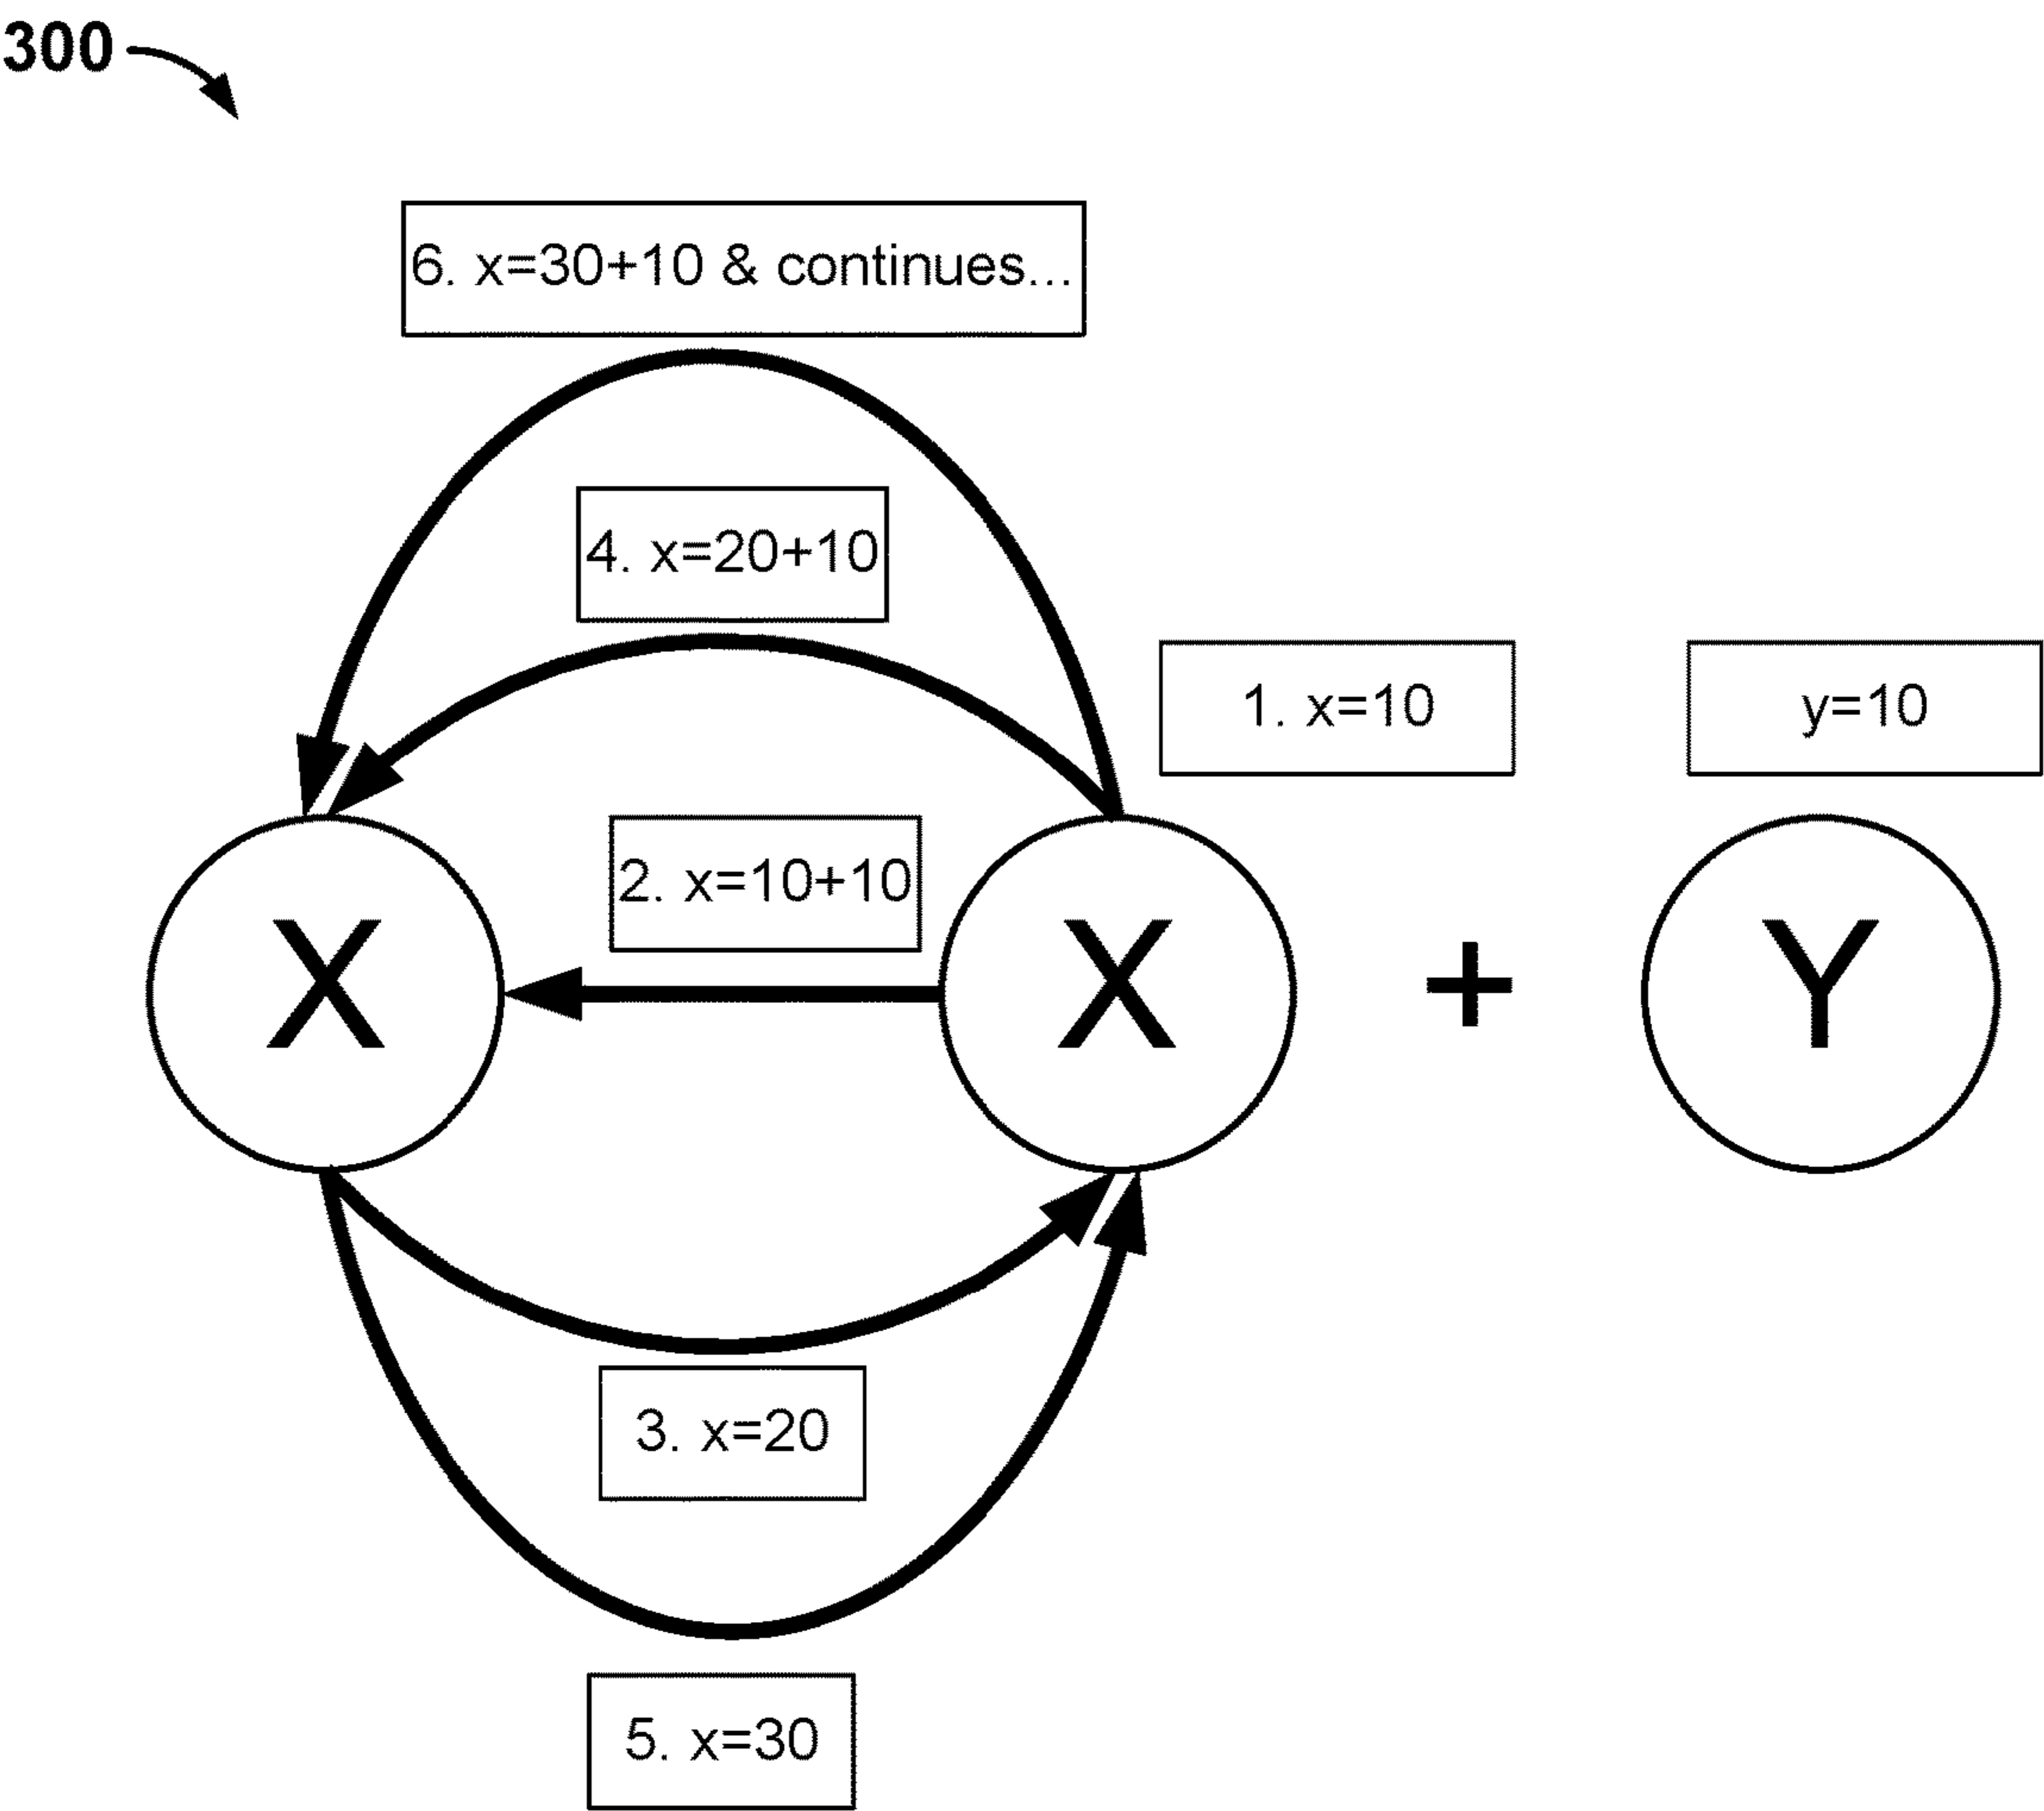 300
6. x=30+10 & continues...
4. x=20+10
1. x=10
y=10
2. x=10+10
X
X
+
Y
3. x=20
5. x=30